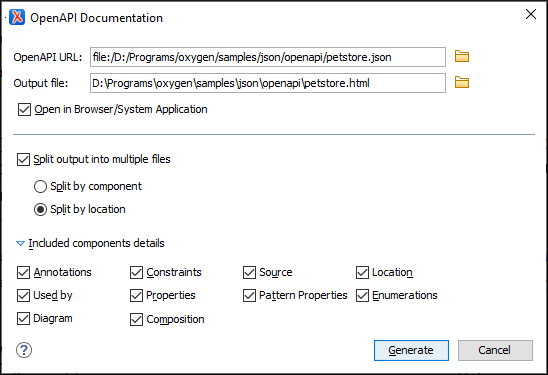 OpenAPI Documentation
OpenAPI URL: file:/D:/Programs/oxygen/samples/json/openapi/petstore.json
Output file: D:\Programs\oxygen\samples\json\openapi\petstore.html
Open in Browser/System Application
Split output into multiple files
Split by component
Split by location
Included components details
Annotations Constraints Source Location
Used by Properties Pattern Properties Enumerations
Diagram Composition
? Generate Cancel